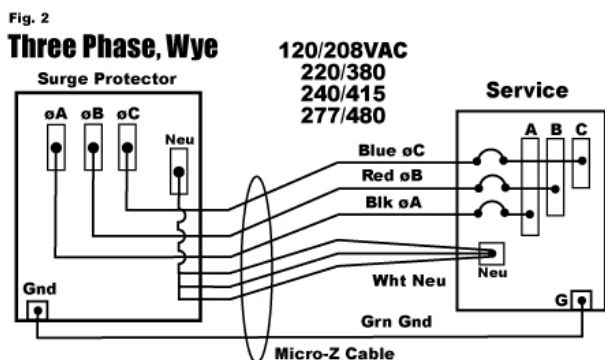 Fig. 2
Three Phase, Wye
Surge Protector
120/208VAC
220/380
240/415
277/480
Service
øA øB øC
Neu
A B C
Blue øC
Red øB
Blk øA
Wht Neu
Neu
Gnd
G
Grn Gnd
Micro-Z Cable